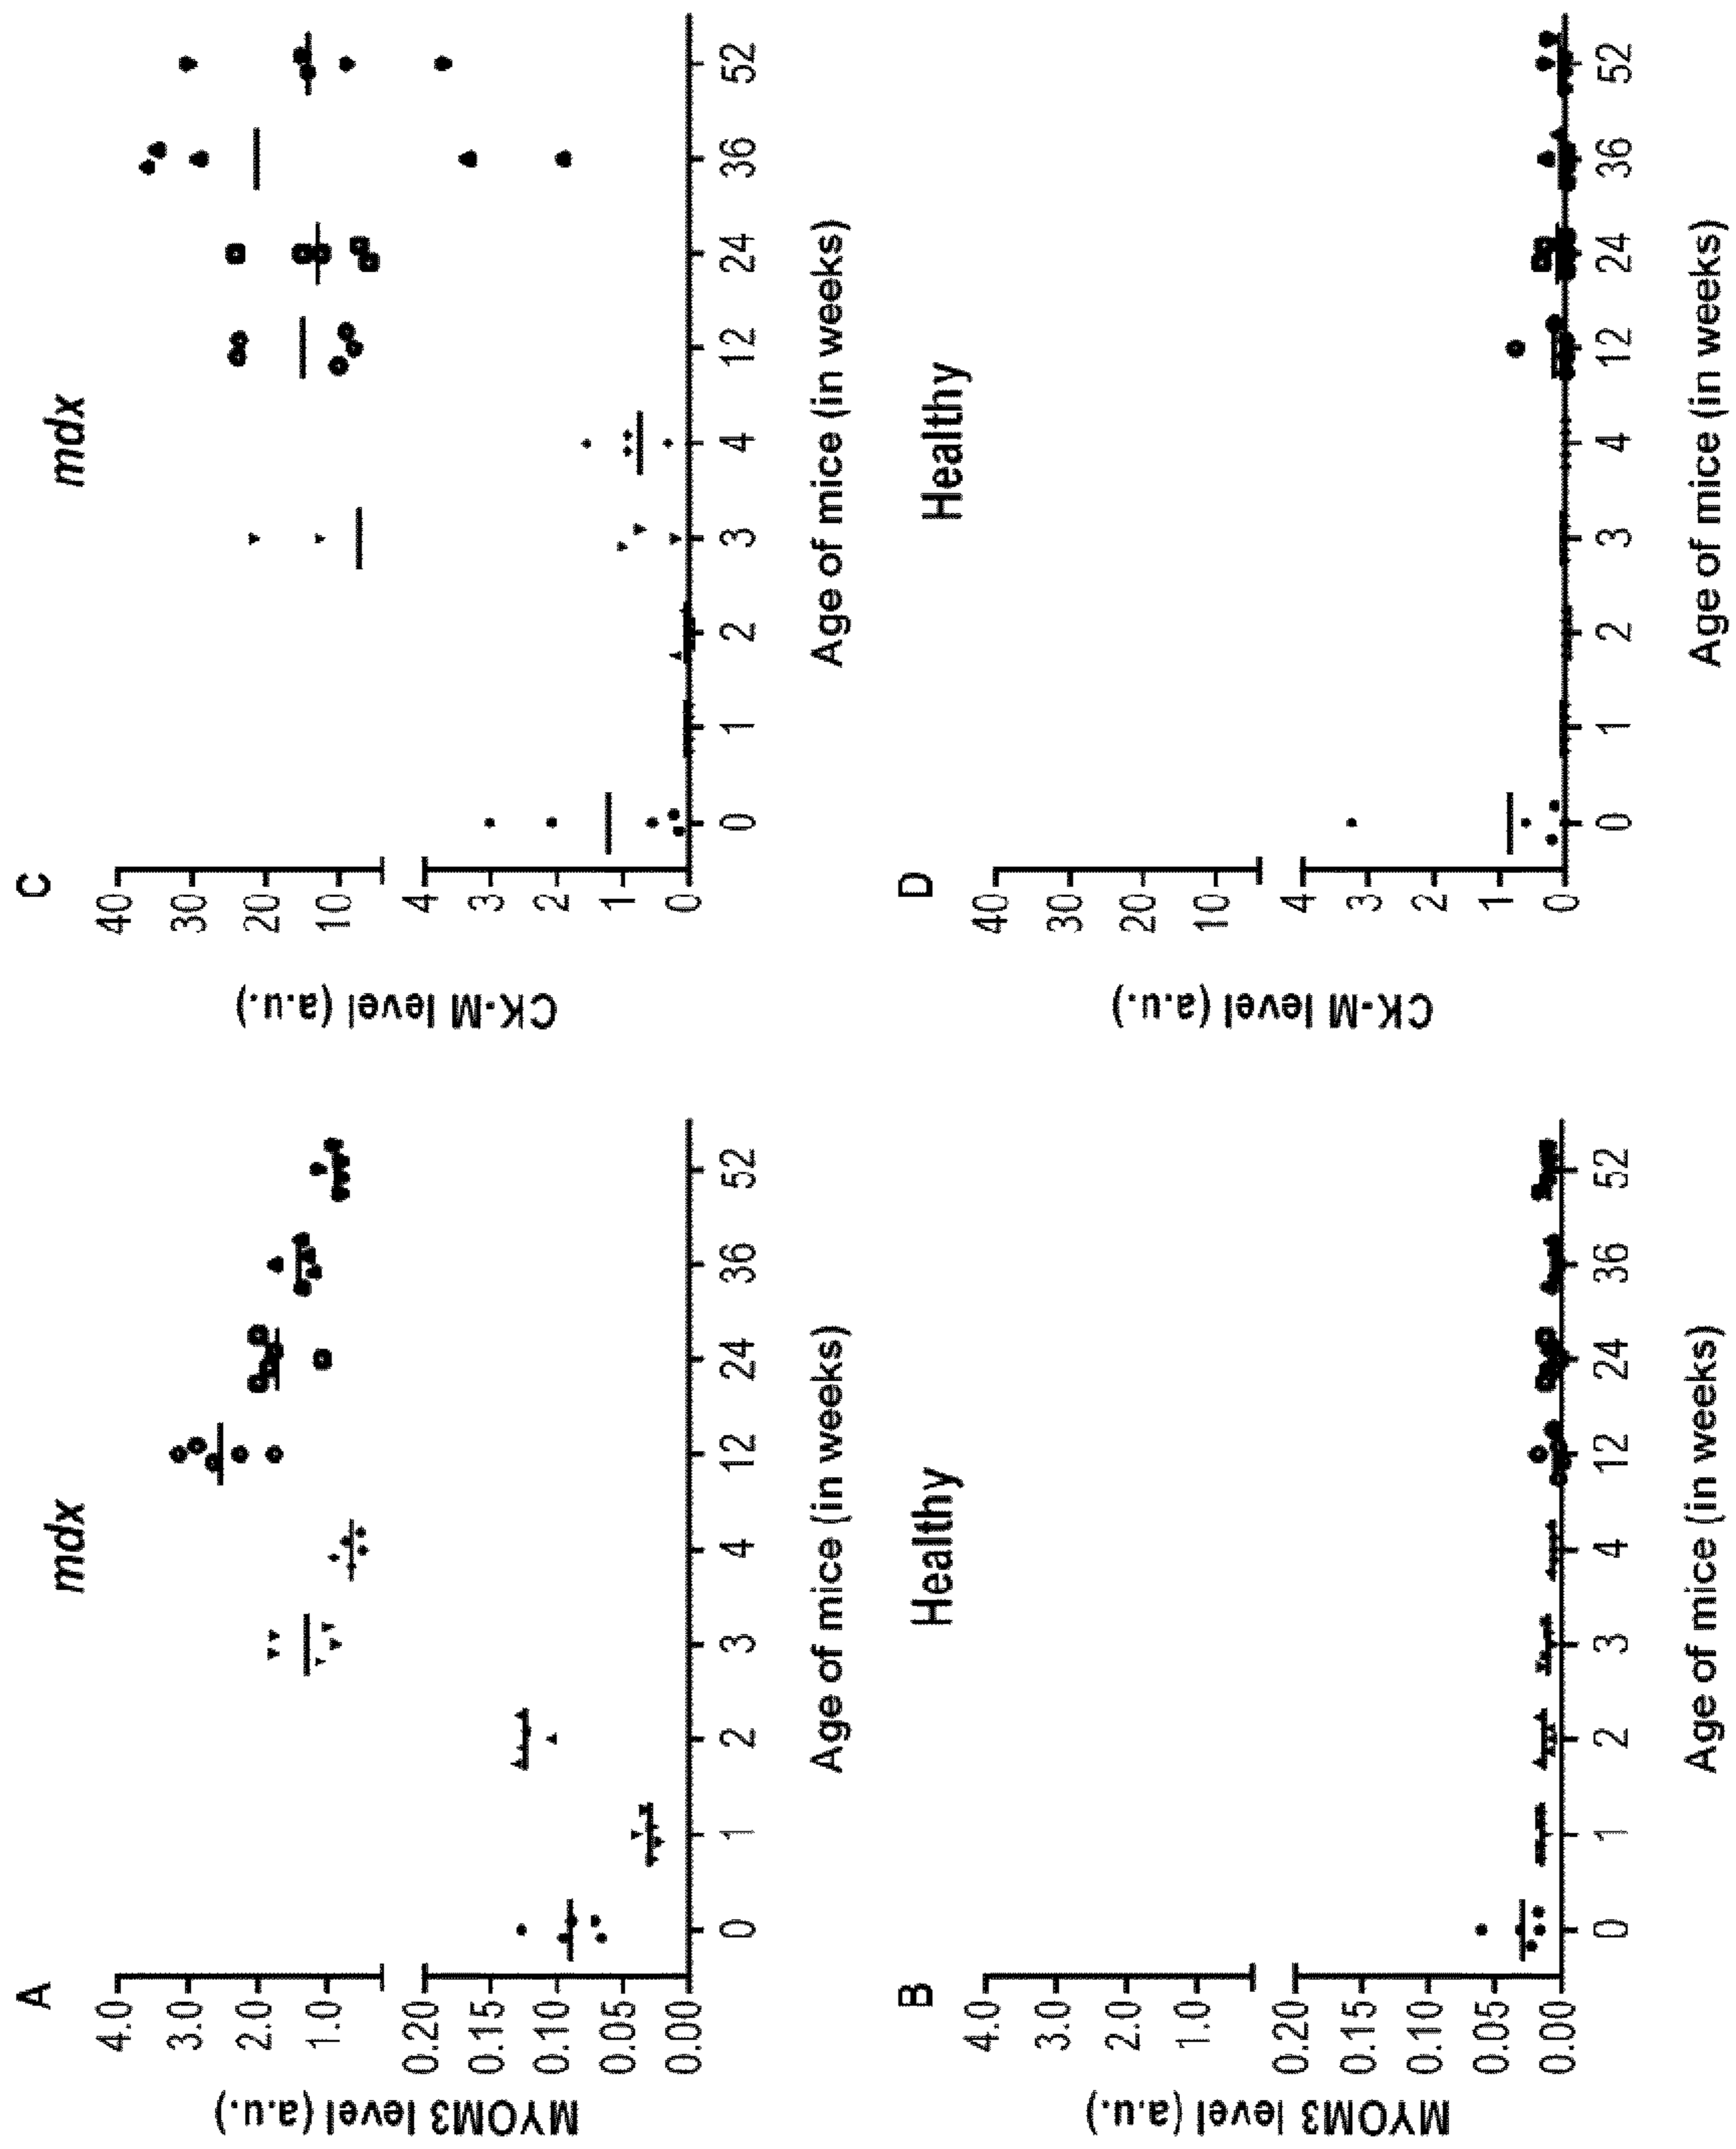 A
mdx
MYOM3 level (a.u.)
4.0
3.0
2.0
1.0
0.20
0.15
0.10
0.05
0.00
0 1 2 3 4 12 24 36 52
Age of mice (in weeks)
B
Healthy
MYOM3 level (a.u.)
4.0
3.0
2.0
1.0
0.20
0.15
0.10
0.05
0.00
0 1 2 3 4 12 24 36 52
Age of mice (in weeks)
C
mdx
CK-M level (a.u.)
40
30
20
10
4
3
2
1
0
0 1 2 3 4 12 24 36 52
Age of mice (in weeks)
D
Healthy
CK-M level (a.u.)
40
30
20
10
4
3
2
1
0
0 1 2 3 4 12 24 36 52
Age of mice (in weeks)